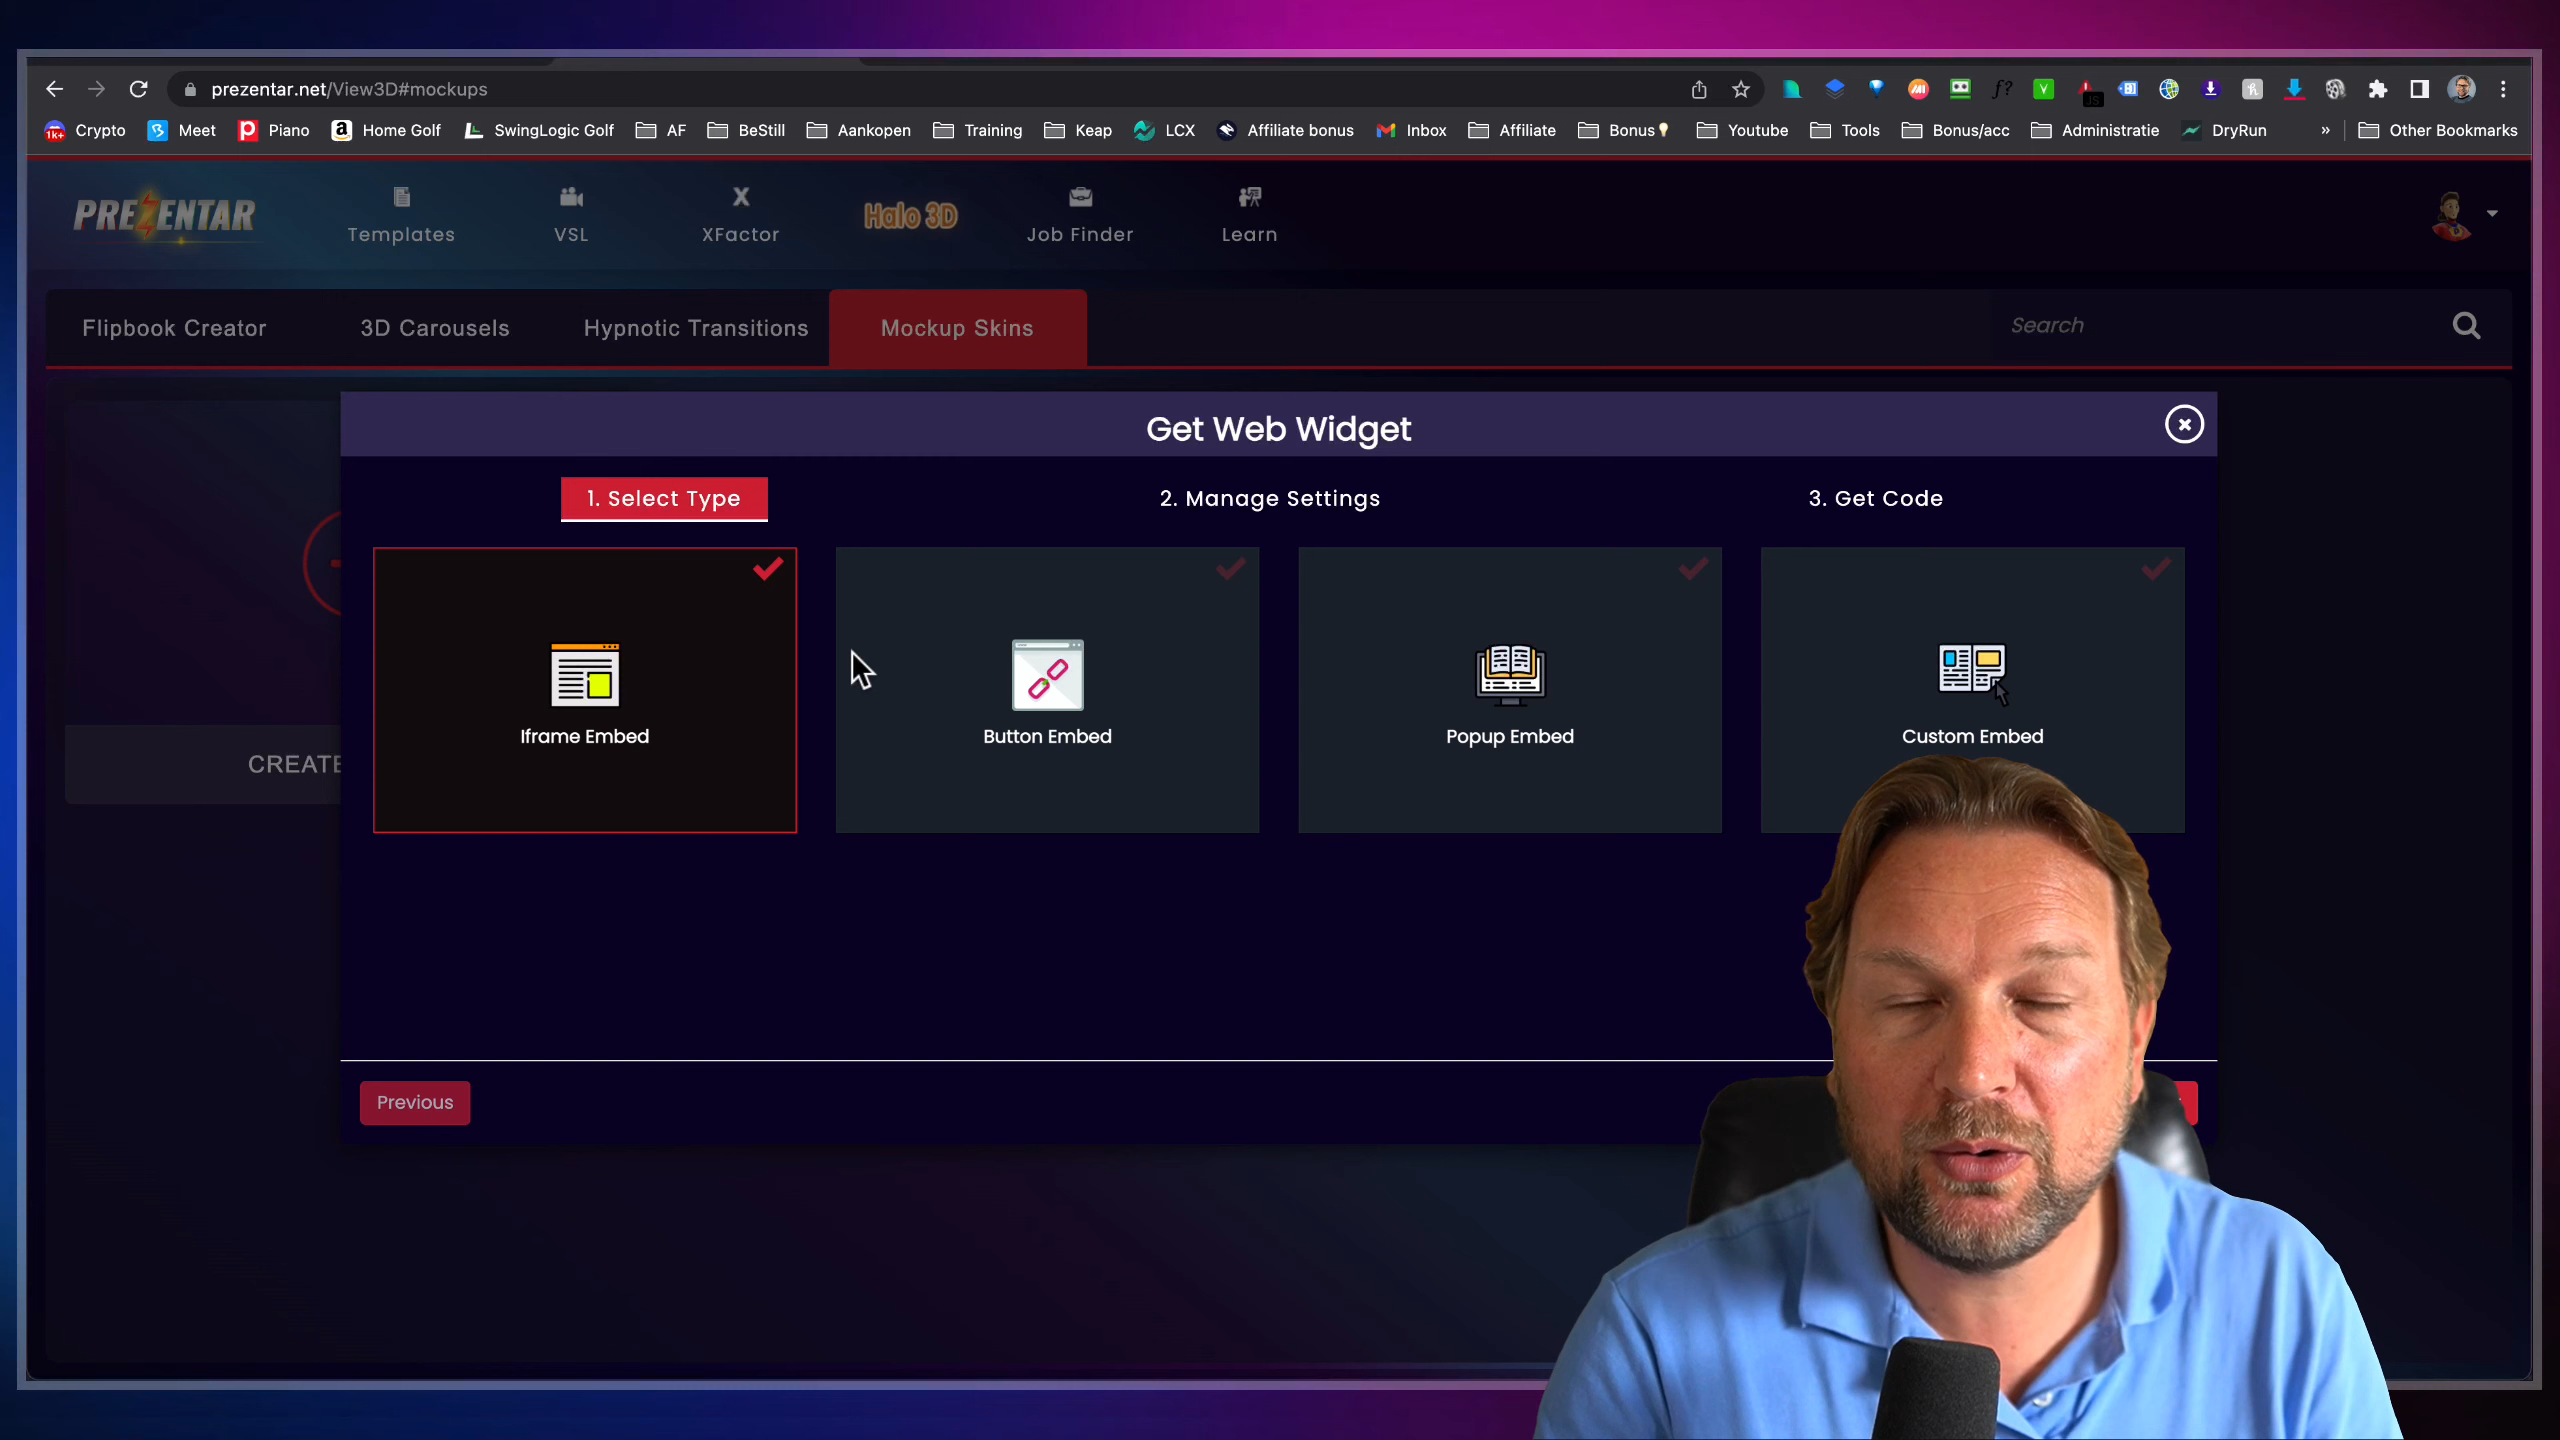 prezentar.net/View3D#mockups
1k+ Crypto Meet Piano Home Golf SwingLogic Golf AF BeStill Aankopen Training Keap LCX Affiliate bonus Inbox Affiliate Bonus Youtube Tools Bonus/acc Administratie DryRun » Other Bookmarks
PREZENTAR
Templates VSL XFactor Halo 3D Job Finder Learn
Flipbook Creator 3D Carousels Hypnotic Transitions Mockup Skins Search
Get Web Widget
1. Select Type 2. Manage Settings 3. Get Code
Iframe Embed Button Embed Popup Embed Custom Embed
CREATE
Previous